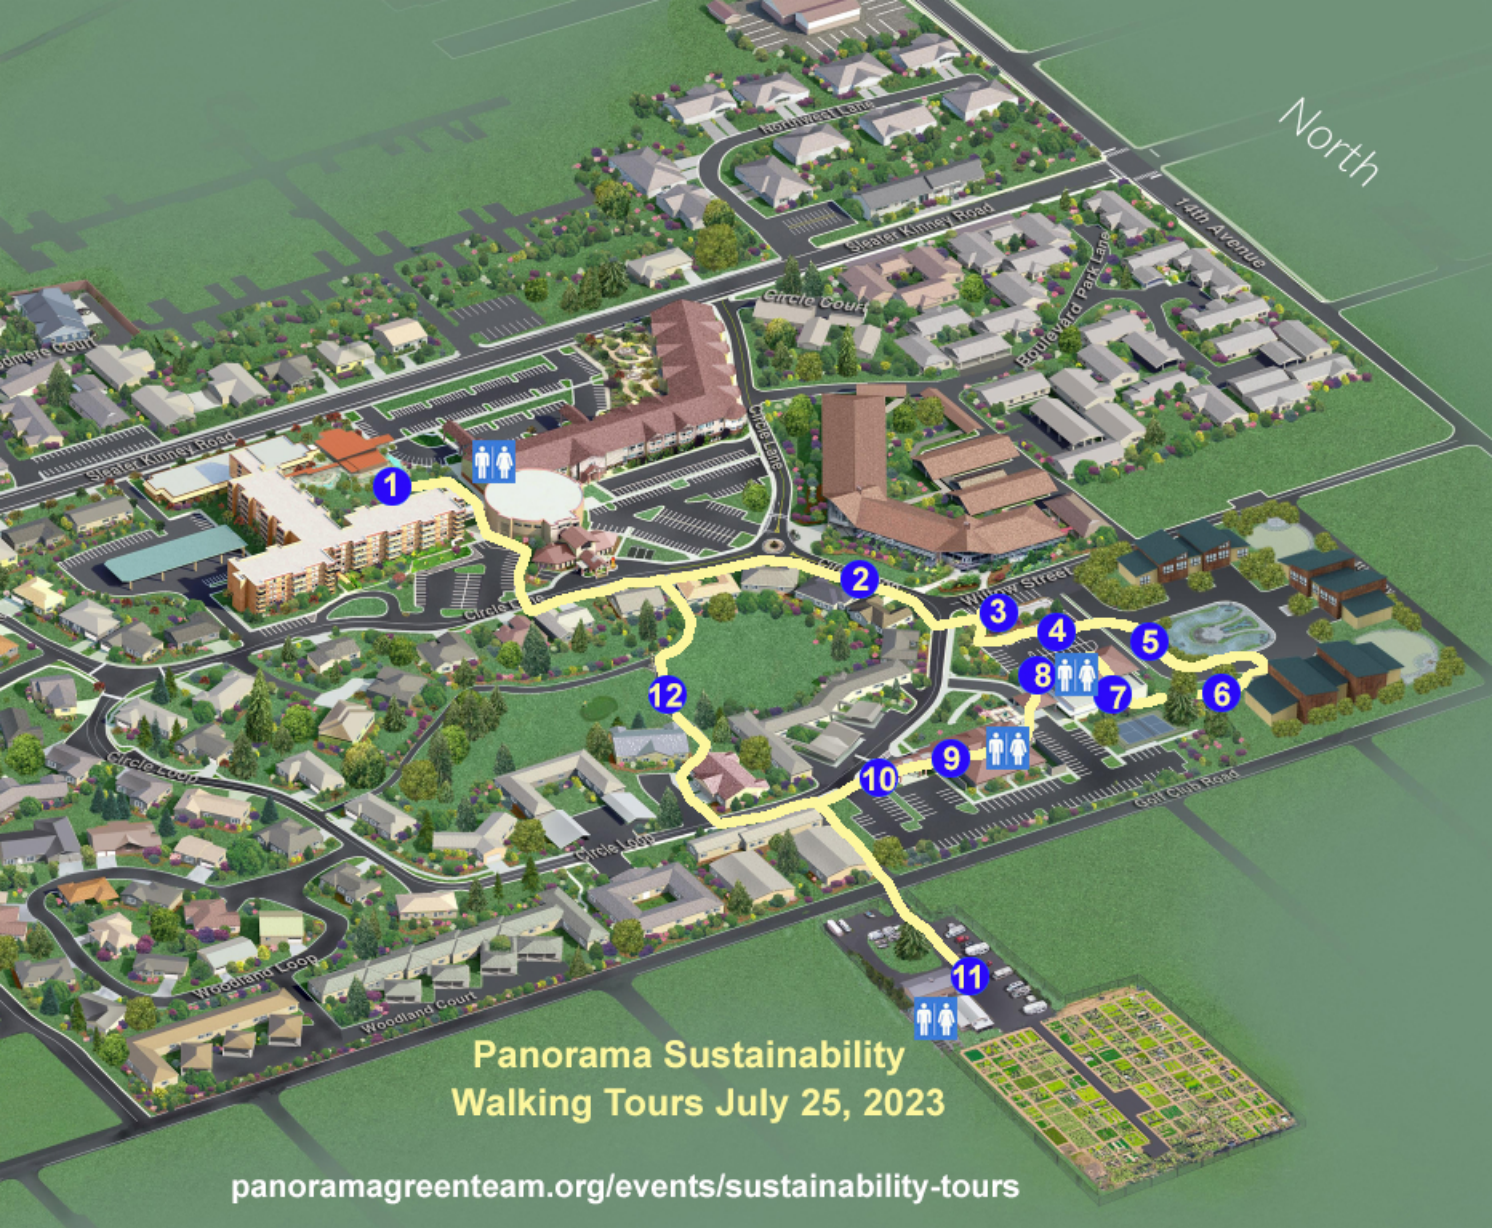 North
Northwest Lane
14th Avenue
Sleater Kinney Road
Boulevard Park Lane
Circle Court
Circle Lane
Sleater Kinney Road
1
2
Willow Street
3
4
5
Circle Lane
8
7
6
12
9
10
Circle Loop
Golf Club Road
Circle Loop
11
Woodland Loop
Woodland Court
Panorama Sustainability
Walking Tours July 25, 2023
panoramagreenteam.org/events/sustainability-tours